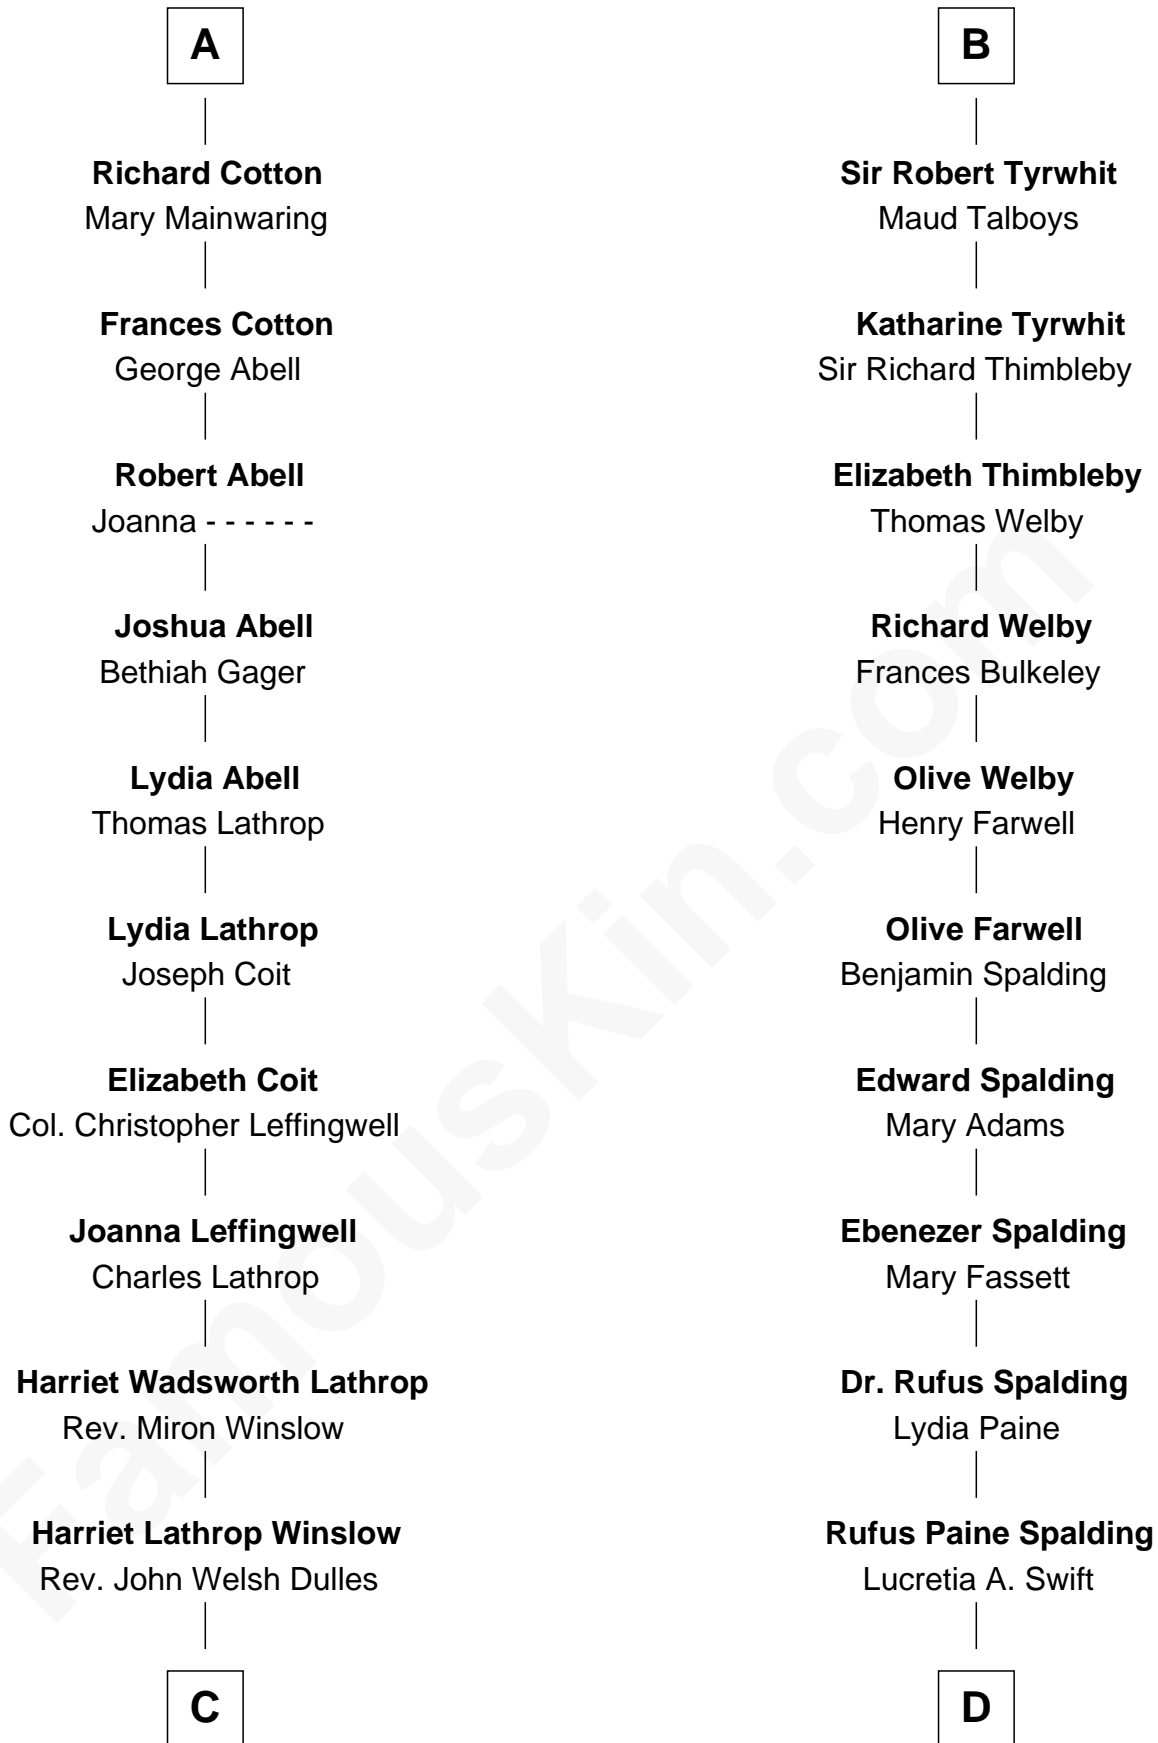 A
Richard Cotton
Mary Mainwaring
Frances Cotton
George Abell
Robert Abell
Joanna - - - - - -
Joshua Abell
Bethiah Gager
Lydia Abell
Thomas Lathrop
Lydia Lathrop
Joseph Coit
Elizabeth Coit
Col. Christopher Leffingwell
Joanna Leffingwell
Charles Lathrop
Harriet Wadsworth Lathrop
Rev. Miron Winslow
Harriet Lathrop Winslow
Rev. John Welsh Dulles
C
B
Sir Robert Tyrwhit
Maud Talboys
Katharine Tyrwhit
Sir Richard Thimbleby
Elizabeth Thimbleby
Thomas Welby
Richard Welby
Frances Bulkeley
Olive Welby
Henry Farwell
Olive Farwell
Benjamin Spalding
Edward Spalding
Mary Adams
Ebenezer Spalding
Mary Fassett
Dr. Rufus Spalding
Lydia Paine
Rufus Paine Spalding
Lucretia A. Swift
D
FamousKin.com